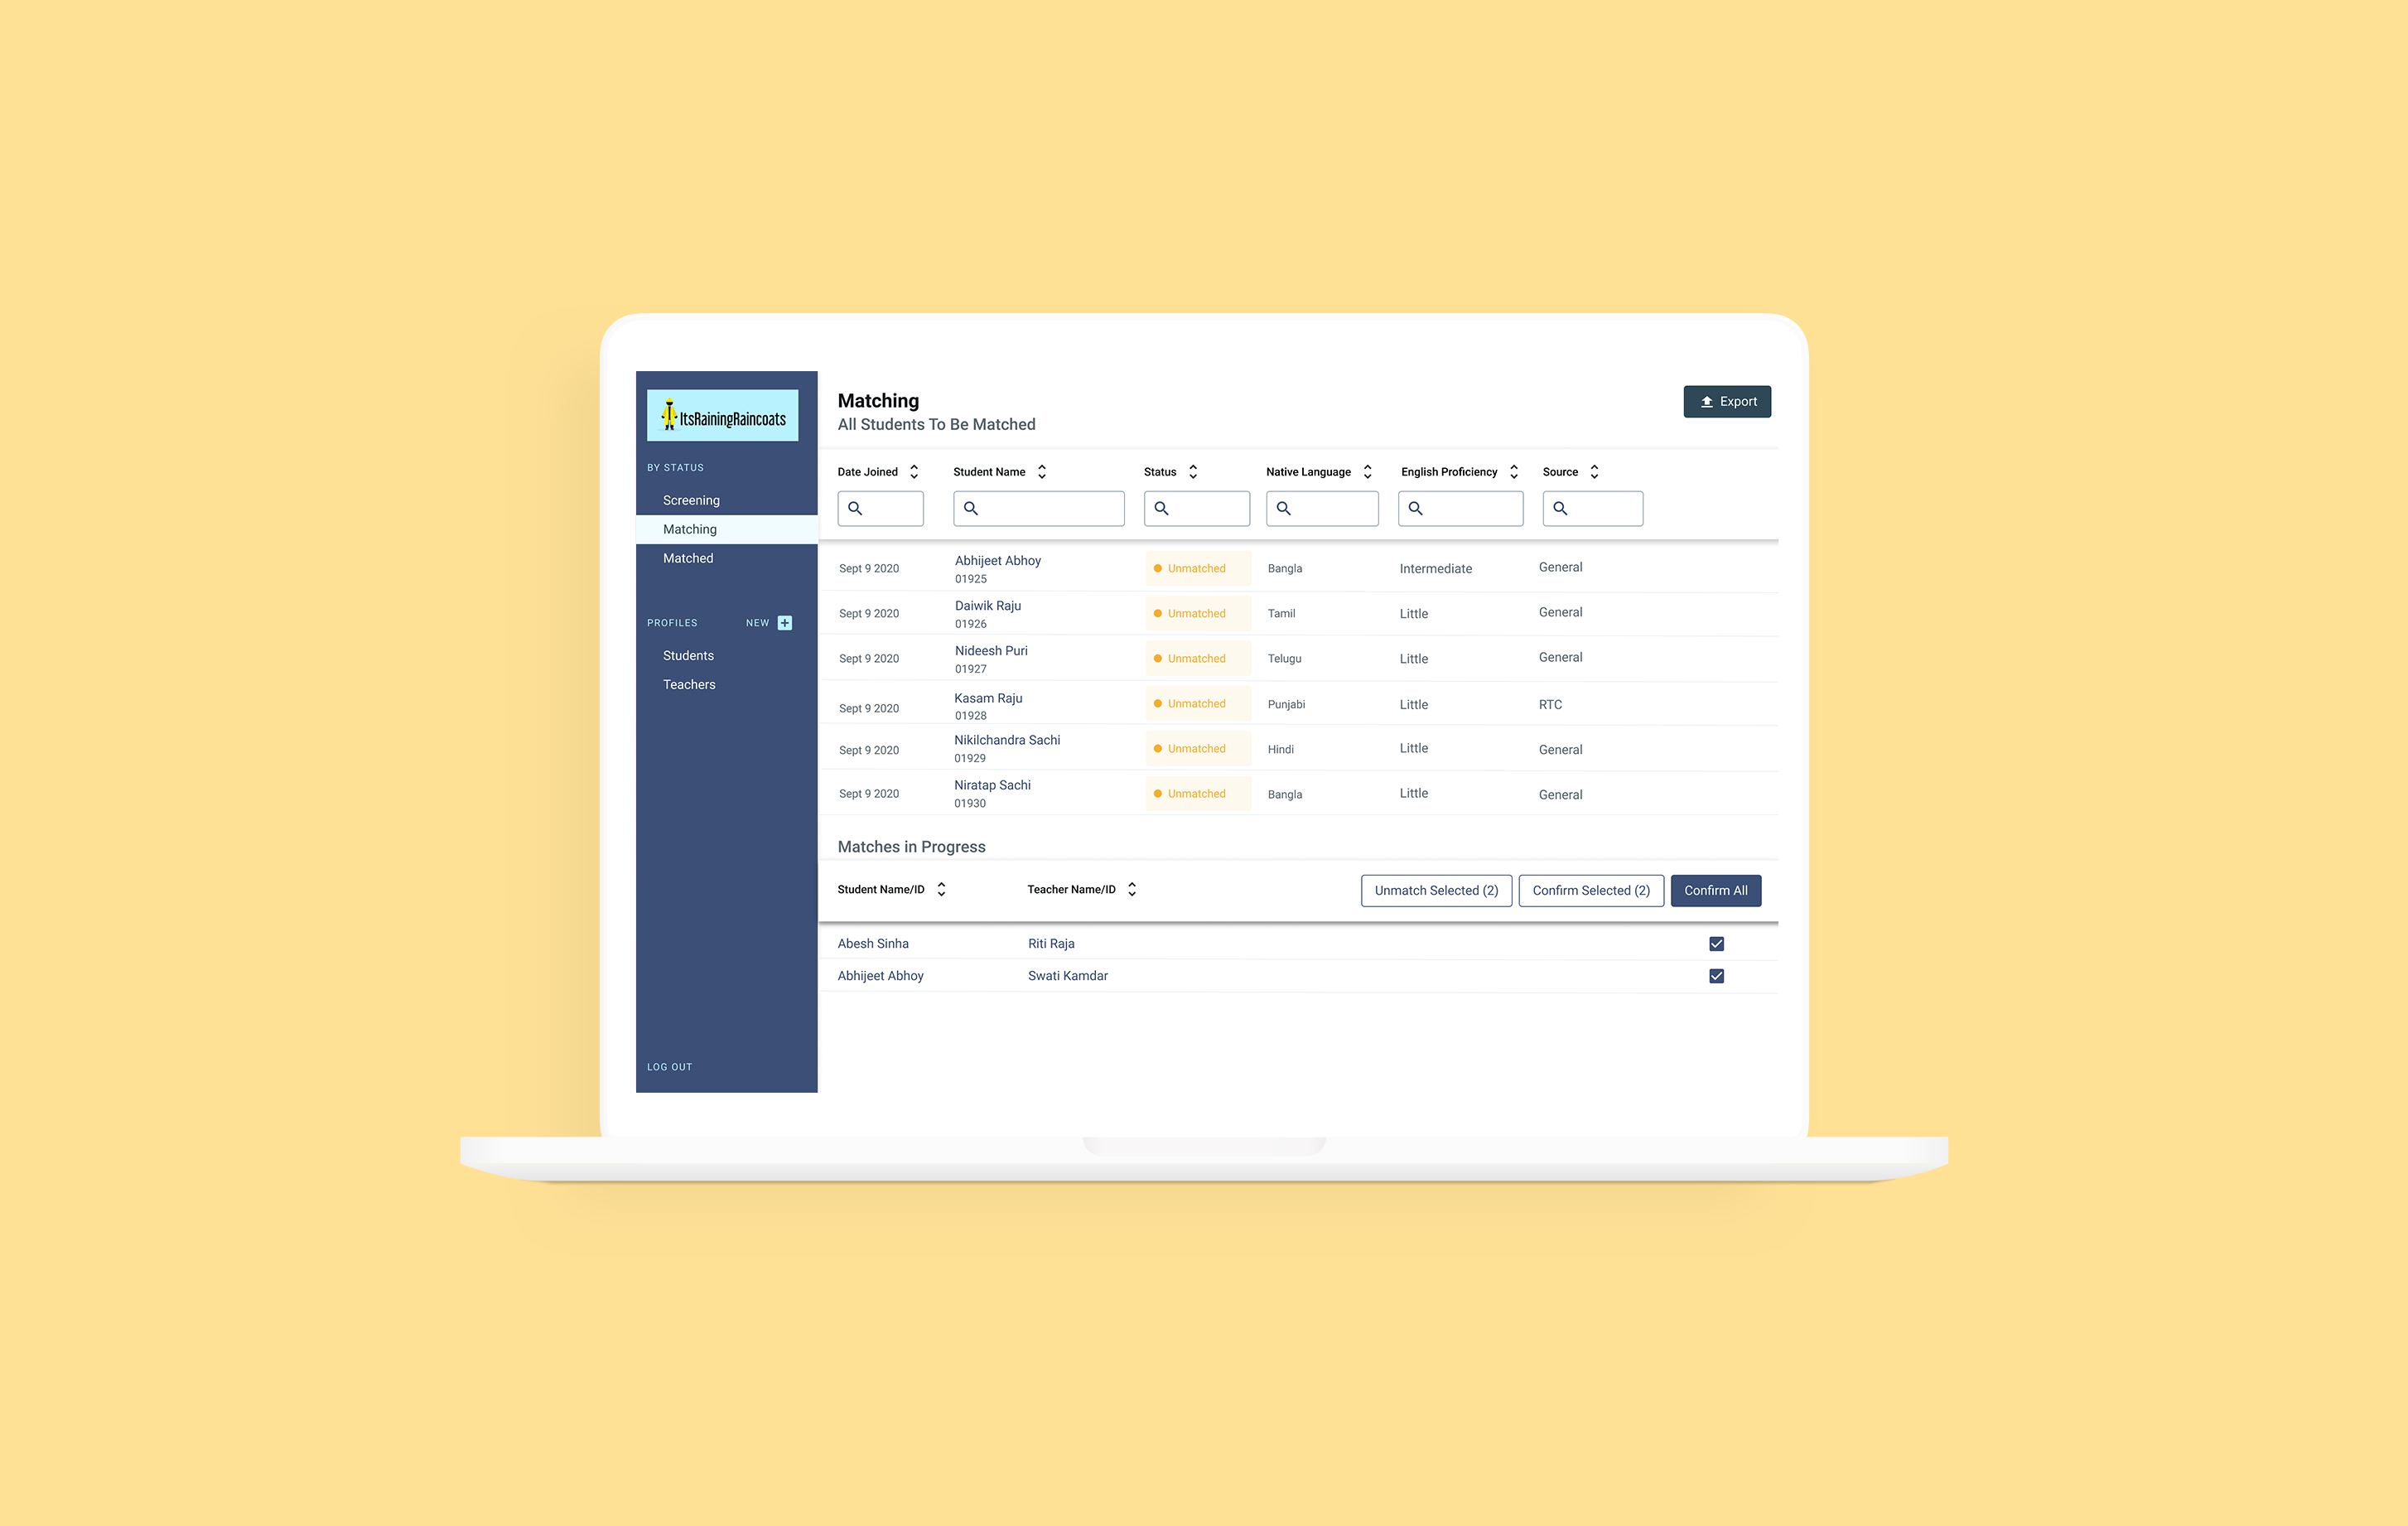 ItsRainingRaincoats
BY STATUS
Screening
Matching
Matched
PROFILES NEW
Students
Teachers
LOG OUT
Matching
All Students To Be Matched
Export
Date Joined Student Name Status Native Language English Proficiency Source
Sept 9 2020 Abhijeet Abhoy 01925 Unmatched Bangla Intermediate General
Sept 9 2020 Daiwik Raju 01926 Unmatched Tamil Little General
Sept 9 2020 Nideesh Puri 01927 Unmatched Telugu Little General
Sept 9 2020 Kasam Raju 01928 Unmatched Punjabi Little RTC
Sept 9 2020 Nikilchandra Sachi 01929 Unmatched Hindi Little General
Sept 9 2020 Niratap Sachi 01930 Unmatched Bangla Little General
Matches in Progress
Student Name/ID Teacher Name/ID Unmatch Selected (2) Confirm Selected (2) Confirm All
Abesh Sinha Riti Raja
Abhijeet Abhoy Swati Kamdar